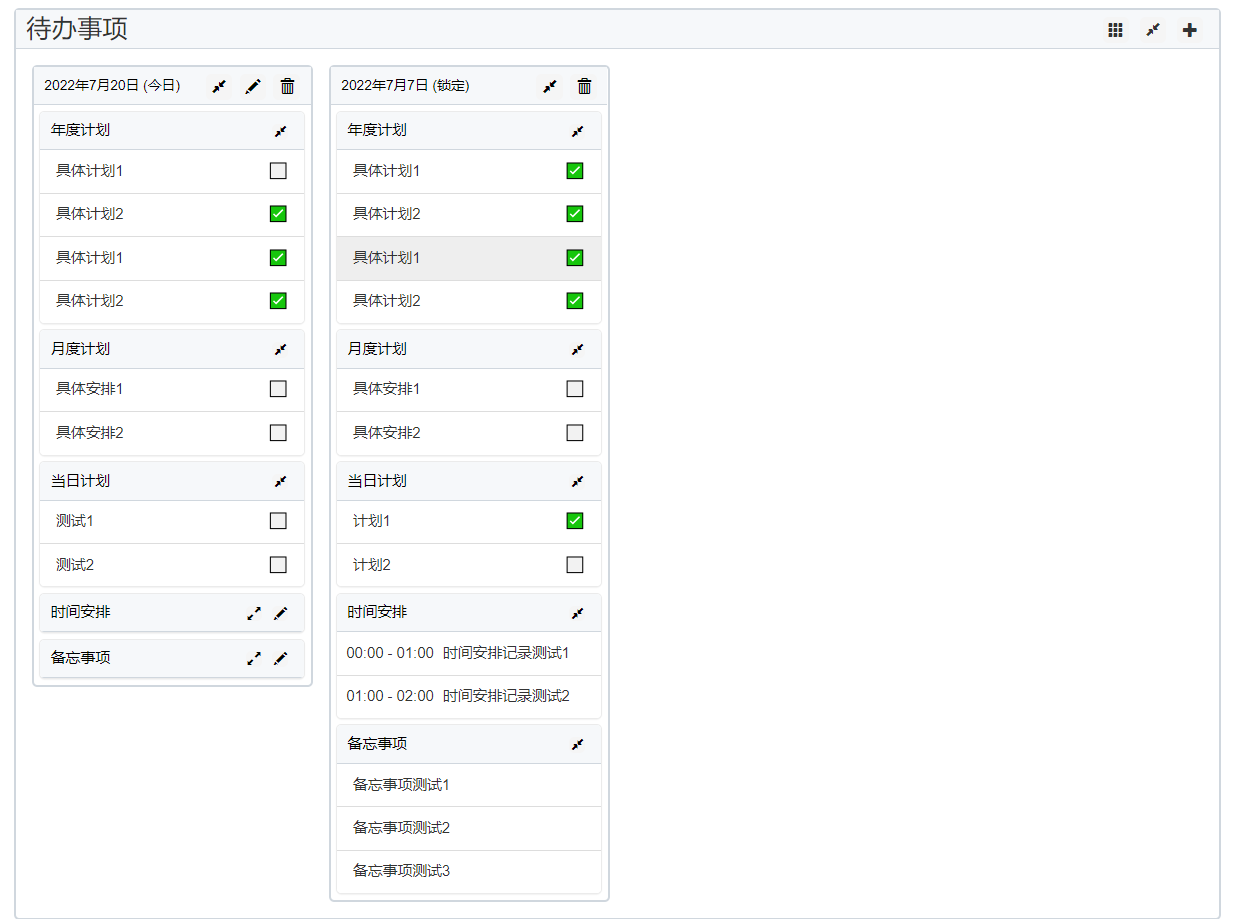 待办事项
2022年7月20日 (今日)
年度计划
具体计划1
具体计划2
具体计划1
具体计划2
月度计划
具体安排1
具体安排2
当日计划
测试1
测试2
时间安排
备忘事项
2022年7月7日 (锁定)
年度计划
具体计划1
具体计划2
具体计划1
具体计划2
月度计划
具体安排1
具体安排2
当日计划
计划1
计划2
时间安排
00:00 - 01:00 时间安排记录测试1
01:00 - 02:00 时间安排记录测试2
备忘事项
备忘事项测试1
备忘事项测试2
备忘事项测试3